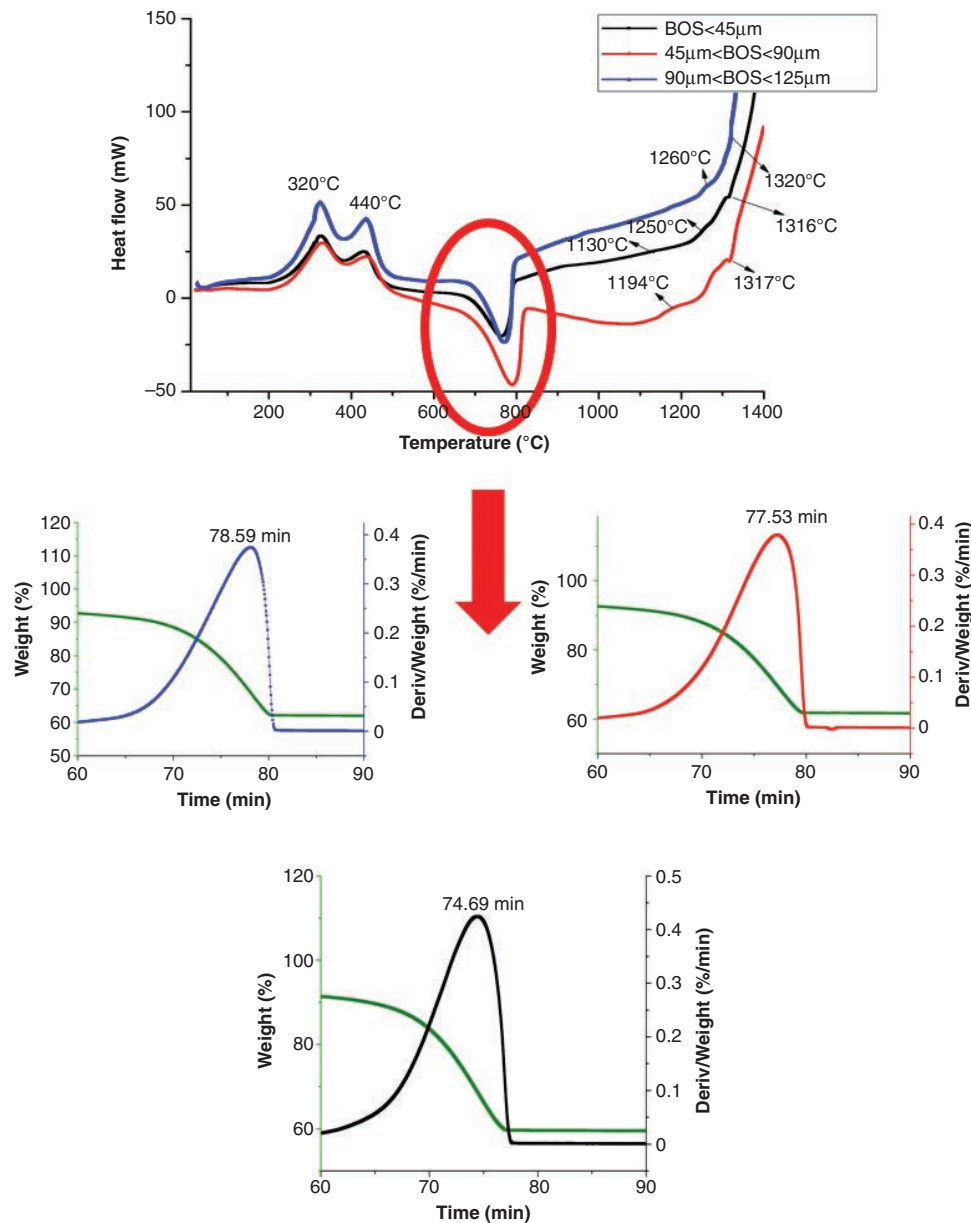 BOS<45μm
45μm<BOS<90μm
90μm<BOS<125μm
150
100
50
0
–50
Heat flow (mW)
320°C
440°C
1260°C
1320°C
1250°C
1316°C
1130°C
1194°C
1317°C
200
400
600
800
1000
1200
1400
Temperature (°C)
120
110
100
90
80
70
60
50
Weight (%)
78.59 min
0.4
0.3
0.2
0.1
0
Deriv/Weight (%/min)
60
70
80
90
Time (min)
100
80
60
Weight (%)
77.53 min
0.4
0.3
0.2
0.1
0
Deriv/Weight (%/min)
60
70
80
90
Time (min)
120
100
80
60
Weight (%)
74.69 min
0.5
0.4
0.3
0.2
0.1
0
Deriv/Weight (%/min)
60
70
80
90
Time (min)